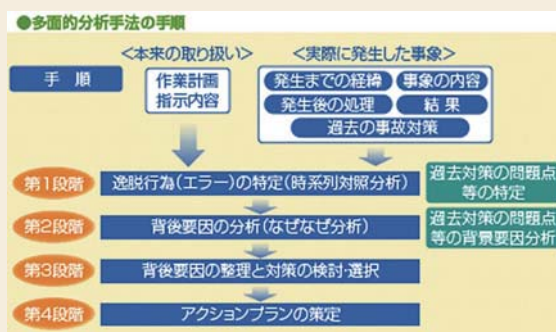 ●多面的分析手法の手順
<本来の取り扱い>
<実際に発生した事象>
手順
作業計画
指示内容
発生までの経緯
事象の内容
発生後の処理
結果
過去の事故対策
第1段階
逸脱行為(エラー)の特定(時系列対照分析)
過去対策の問題点
等の特定
第2段階
背後要因の分析(なぜなぜ分析)
過去対策の問題点
等の背景要因分析
第3段階
背後要因の整理と対策の検討・選択
第4段階
アクションプランの策定